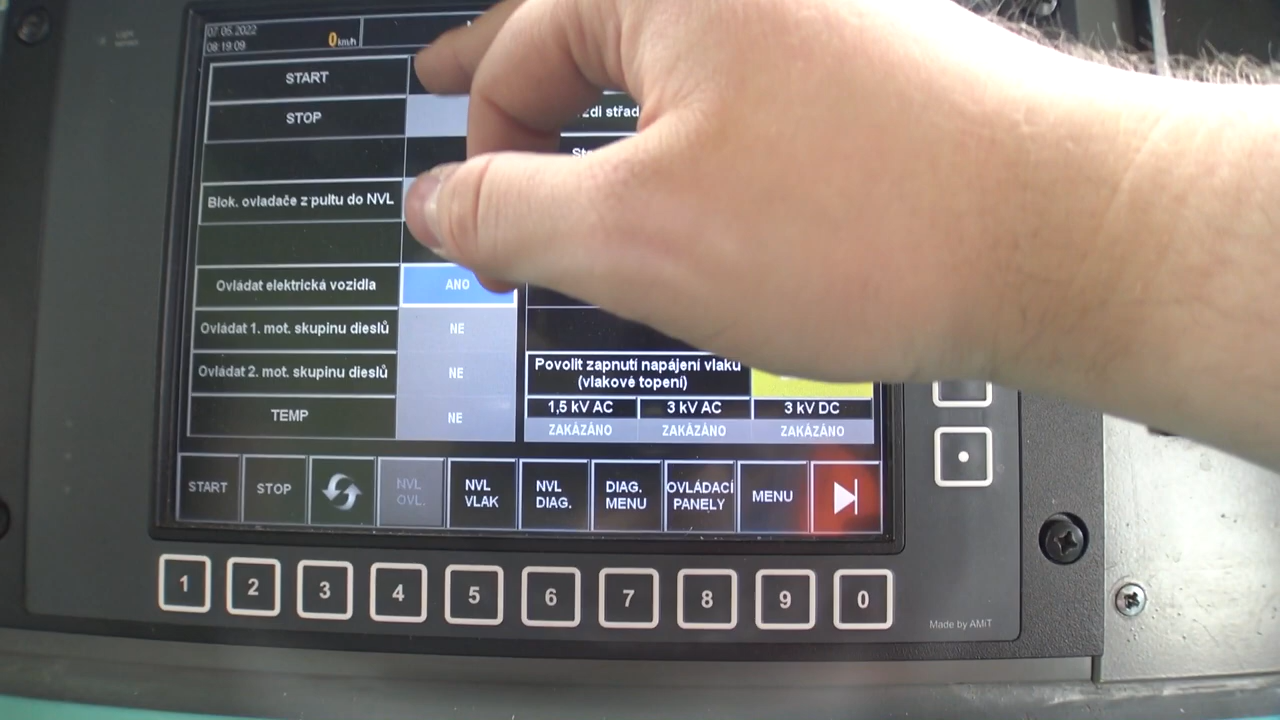 07.05.2022
08:19:09
0 km/h
START
STOP
Blok. ovladače z pultu do NVL
Ovládat elektrická vozidla
ANO
Ovládat 1. mot. skupinu dieslů
NE
Ovládat 2. mot. skupinu dieslů
NE
TEMP
NE
Povolit zapnutí napájení vlaku
(vlakové topení)
1,5 kV AC
3 kV AC
3 kV DC
ZAKÁZÁNO
ZAKÁZÁNO
ZAKÁZÁNO
START
STOP
NVL
OVL.
NVL
VLAK
NVL
DIAG.
DIAG.
MENU
OVLÁDACÍ
PANELY
MENU
1
2
3
4
5
6
7
8
9
0
Made by AMiT